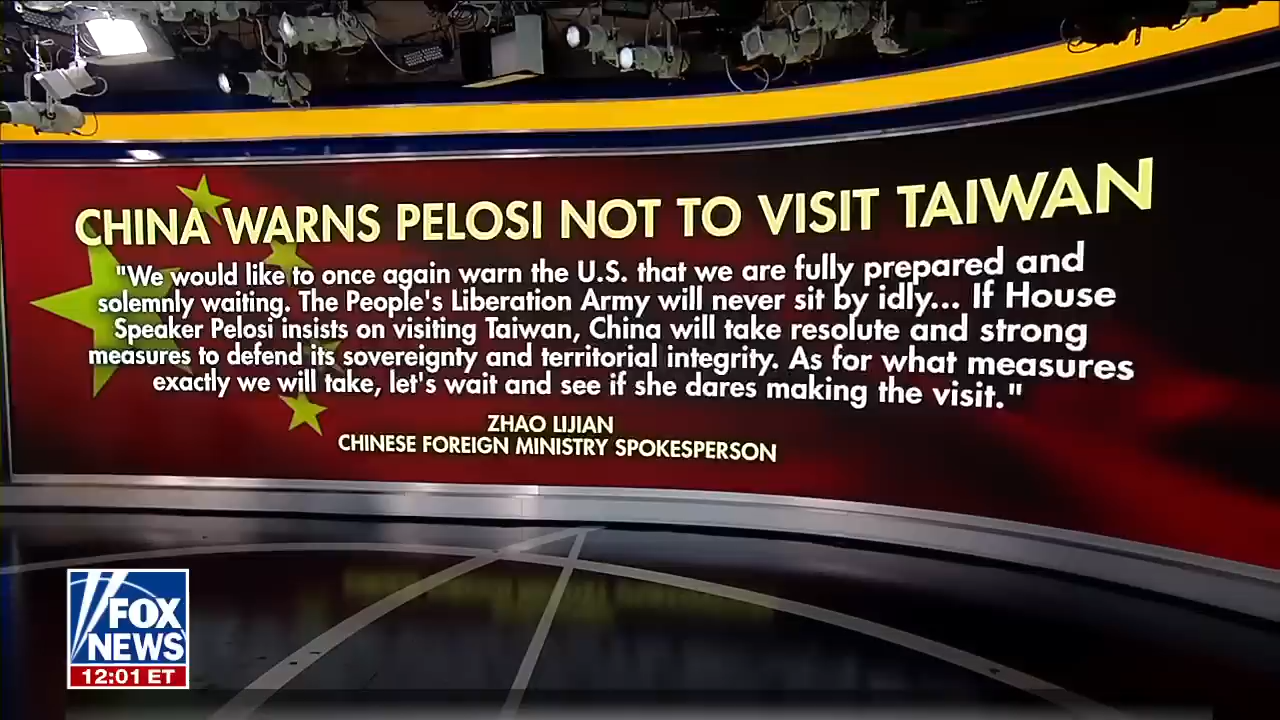 CHINA WARNS PELOSI NOT TO VISIT TAIWAN
"We would like to once again warn the U.S. that we are fully prepared and
solemnly waiting. The People's Liberation Army will never sit by idly... If House
Speaker Pelosi insists on visiting Taiwan, China will take resolute and strong
measures to defend its sovereignty and territorial integrity. As for what measures
exactly we will take, let's wait and see if she dares making the visit."
ZHAO LIJIAN
CHINESE FOREIGN MINISTRY SPOKESPERSON
FOX
NEWS
12:01 ET